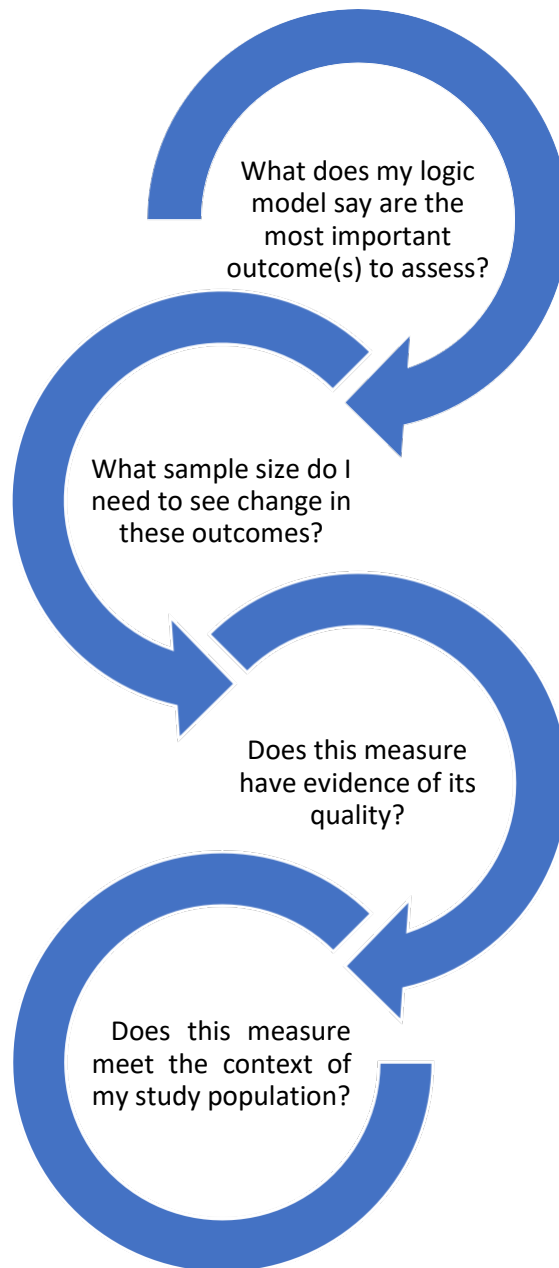 What does my logic
model say are the
most important
outcome(s) to assess?
What sample size do I
need to see change in
these outcomes?
Does this measure
have evidence of its
quality?
Does this measure
meet the context of
my study population?